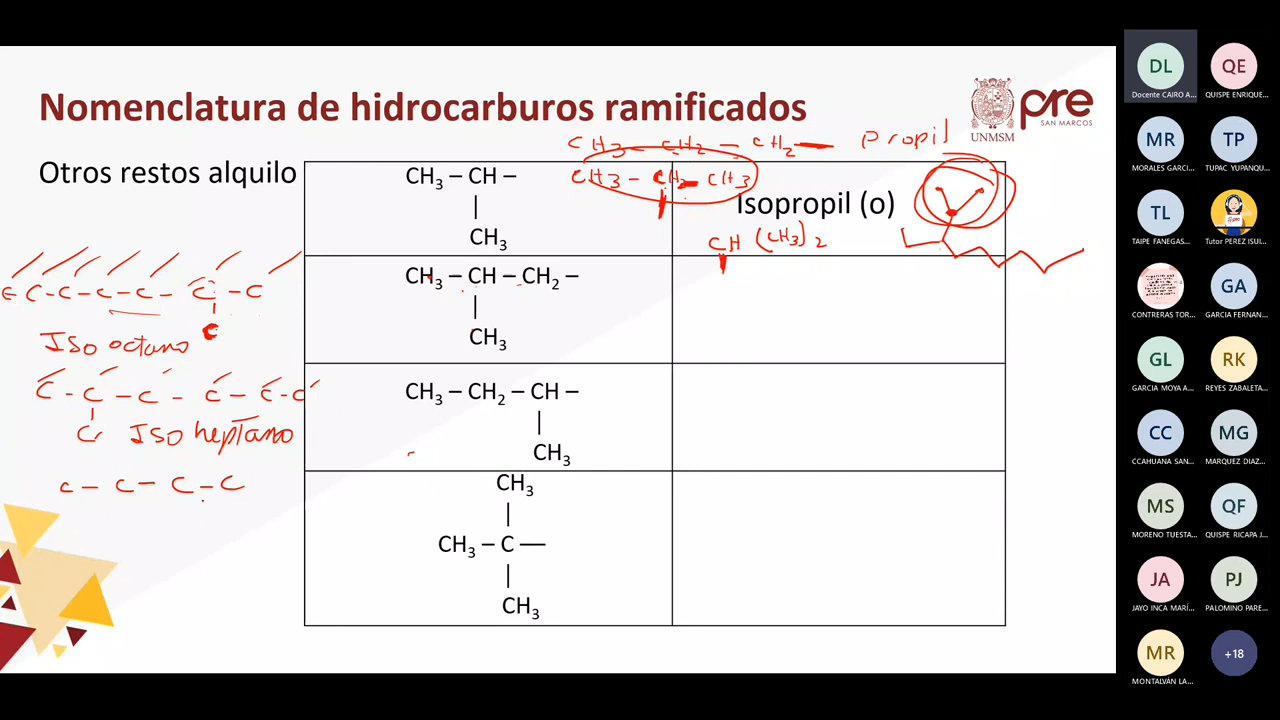 Nomenclatura de hidrocarburos ramificados
UNMSM
pre
SAN MARCOS
Otros restos alquilo
CH3 – CH2 – CH2 — propil
CH3 – CH – CH3
CH3 – CH –
|
CH3
Isopropil (o)
CH (CH3)2
CH3 – CH – CH2 –
|
CH3
C – C – C – C – C – C – C
C
Iso octano
CH3 – CH2 – CH –
|
CH3
C - C - C - C - C - C
C
Iso heptano
C – C – C – C
CH3
|
CH3 – C —
|
CH3
DL
Docente CAIRO A...
QE
QUISPE ENRIQUE...
MR
MORALES GARCI...
TP
TUPAC YUPANQU...
TL
TAIPE FANEGAS...
Tutor PEREZ ISUI...
CONTRERAS TOR...
GA
GARCIA FERNAN...
GL
GARCIA MOYA A...
RK
REYES ZABALETA...
CC
CCAHUANA SAN...
MG
MARQUEZ DIAZ...
MS
MORENO TUESTA...
QF
QUISPE RICAPA J...
JA
JAYO INCA MARÍ...
PJ
PALOMINO PARE...
MR
MONTALVÁN LA...
+18